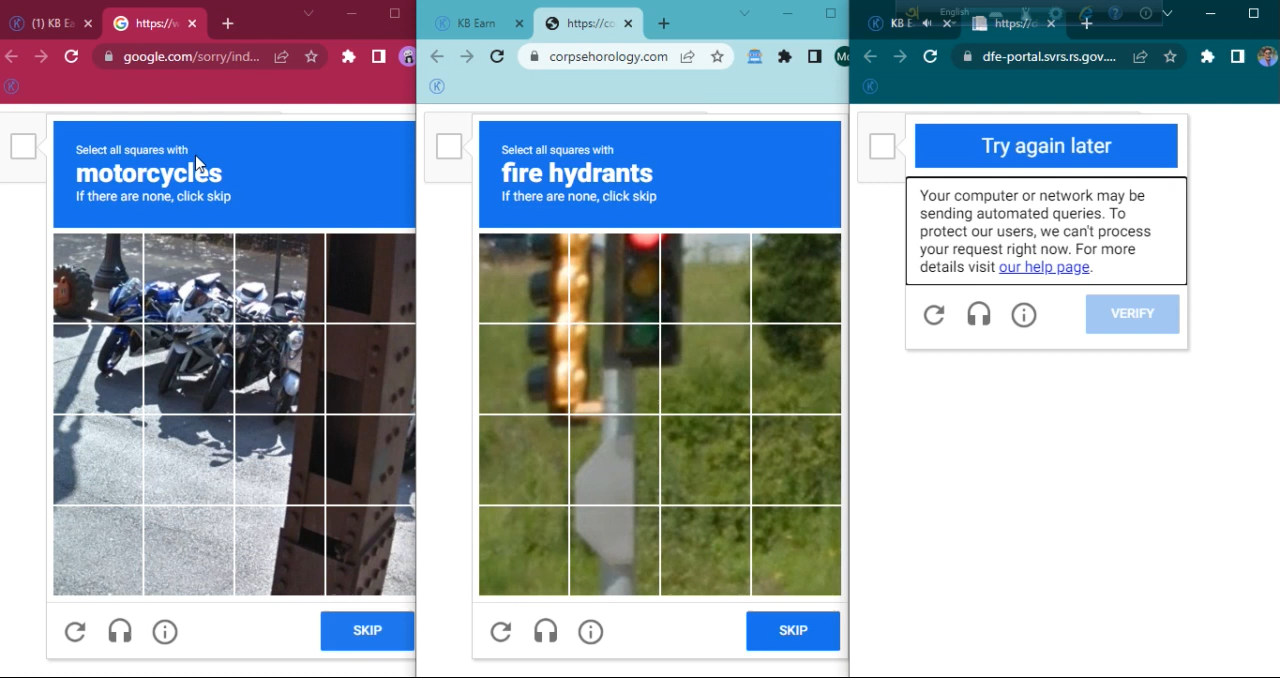 (1) KB Ea
https://w
google.com/sorry/ind...
Select all squares with
motorcycles
If there are none, click skip
SKIP
KB Earn
https://co
corpsehorology.com
Mo
Select all squares with
fire hydrants
If there are none, click skip
SKIP
English
KB E
https://d
dfe-portal.svrs.rs.gov....
Try again later
Your computer or network may be
sending automated queries. To
protect our users, we can't process
your request right now. For more
details visit our help page.
VERIFY